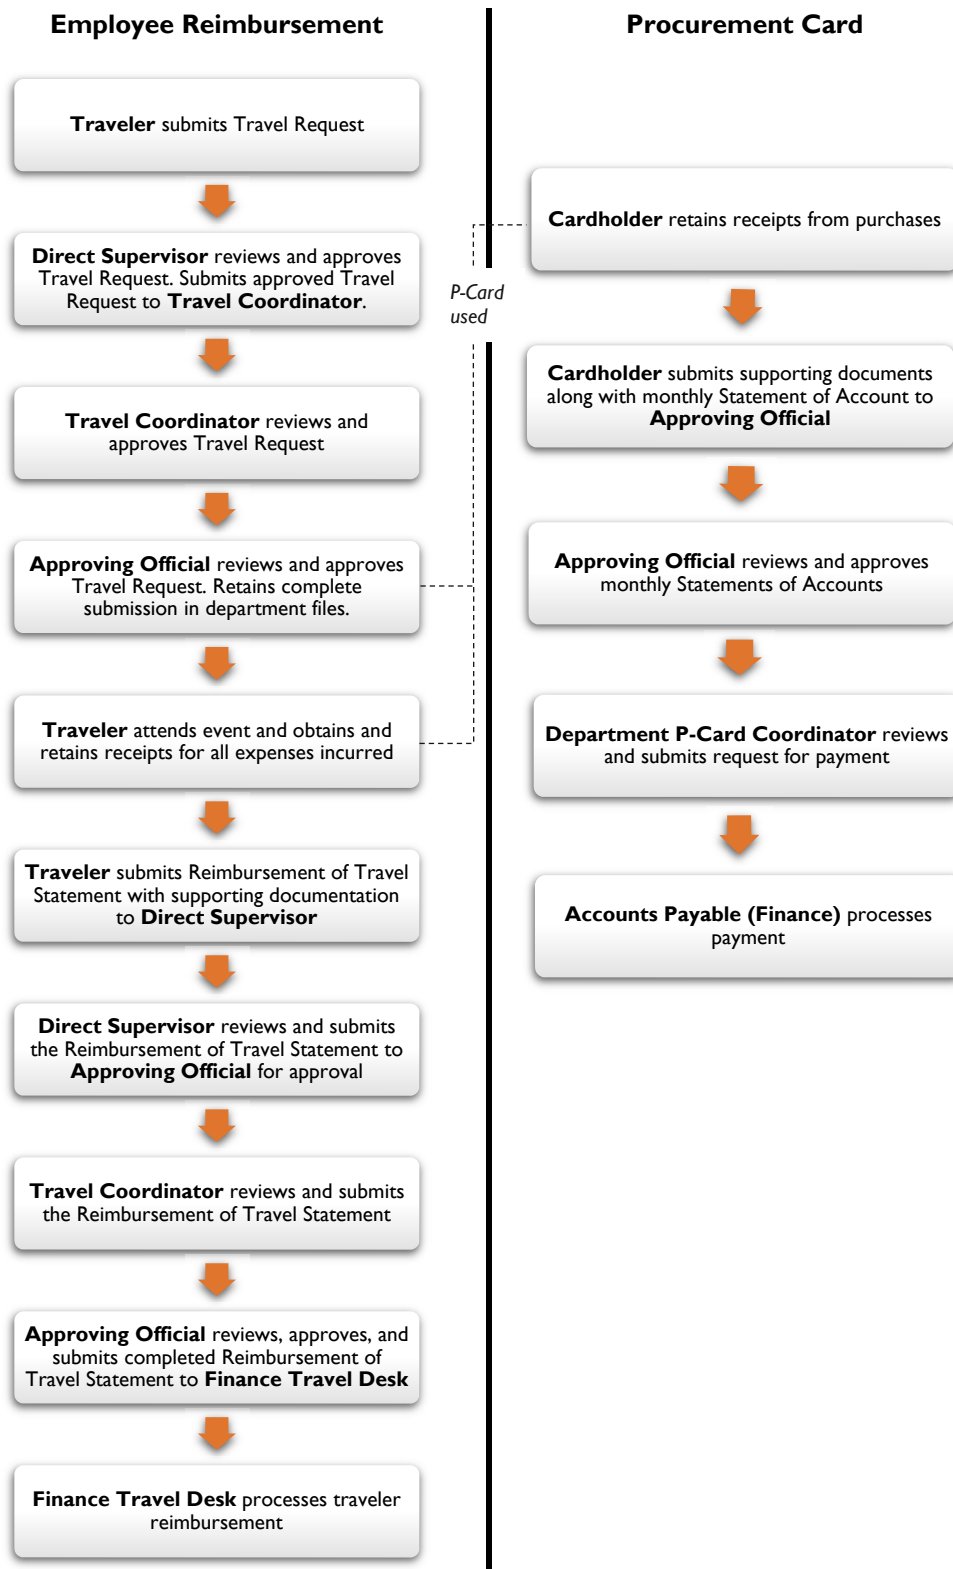 Employee Reimbursement
Traveler submits Travel Request
Direct Supervisor reviews and approves
Travel Request. Submits approved Travel
Request to Travel Coordinator.
Travel Coordinator reviews and
approves Travel Request
Approving Official reviews and approves
Travel Request. Retains complete
submission in department files.
Traveler attends event and obtains and
retains receipts for all expenses incurred
Traveler submits Reimbursement of Travel
Statement with supporting documentation
to Direct Supervisor
Direct Supervisor reviews and submits
the Reimbursement of Travel Statement to
Approving Official for approval
Travel Coordinator reviews and submits
the Reimbursement of Travel Statement
Approving Official reviews, approves, and
submits completed Reimbursement of
Travel Statement to Finance Travel Desk
Finance Travel Desk processes traveler
reimbursement
P-Card
used
Procurement Card
Cardholder retains receipts from purchases
Cardholder submits supporting documents
along with monthly Statement of Account to
Approving Official
Approving Official reviews and approves
monthly Statements of Accounts
Department P-Card Coordinator reviews
and submits request for payment
Accounts Payable (Finance) processes
payment